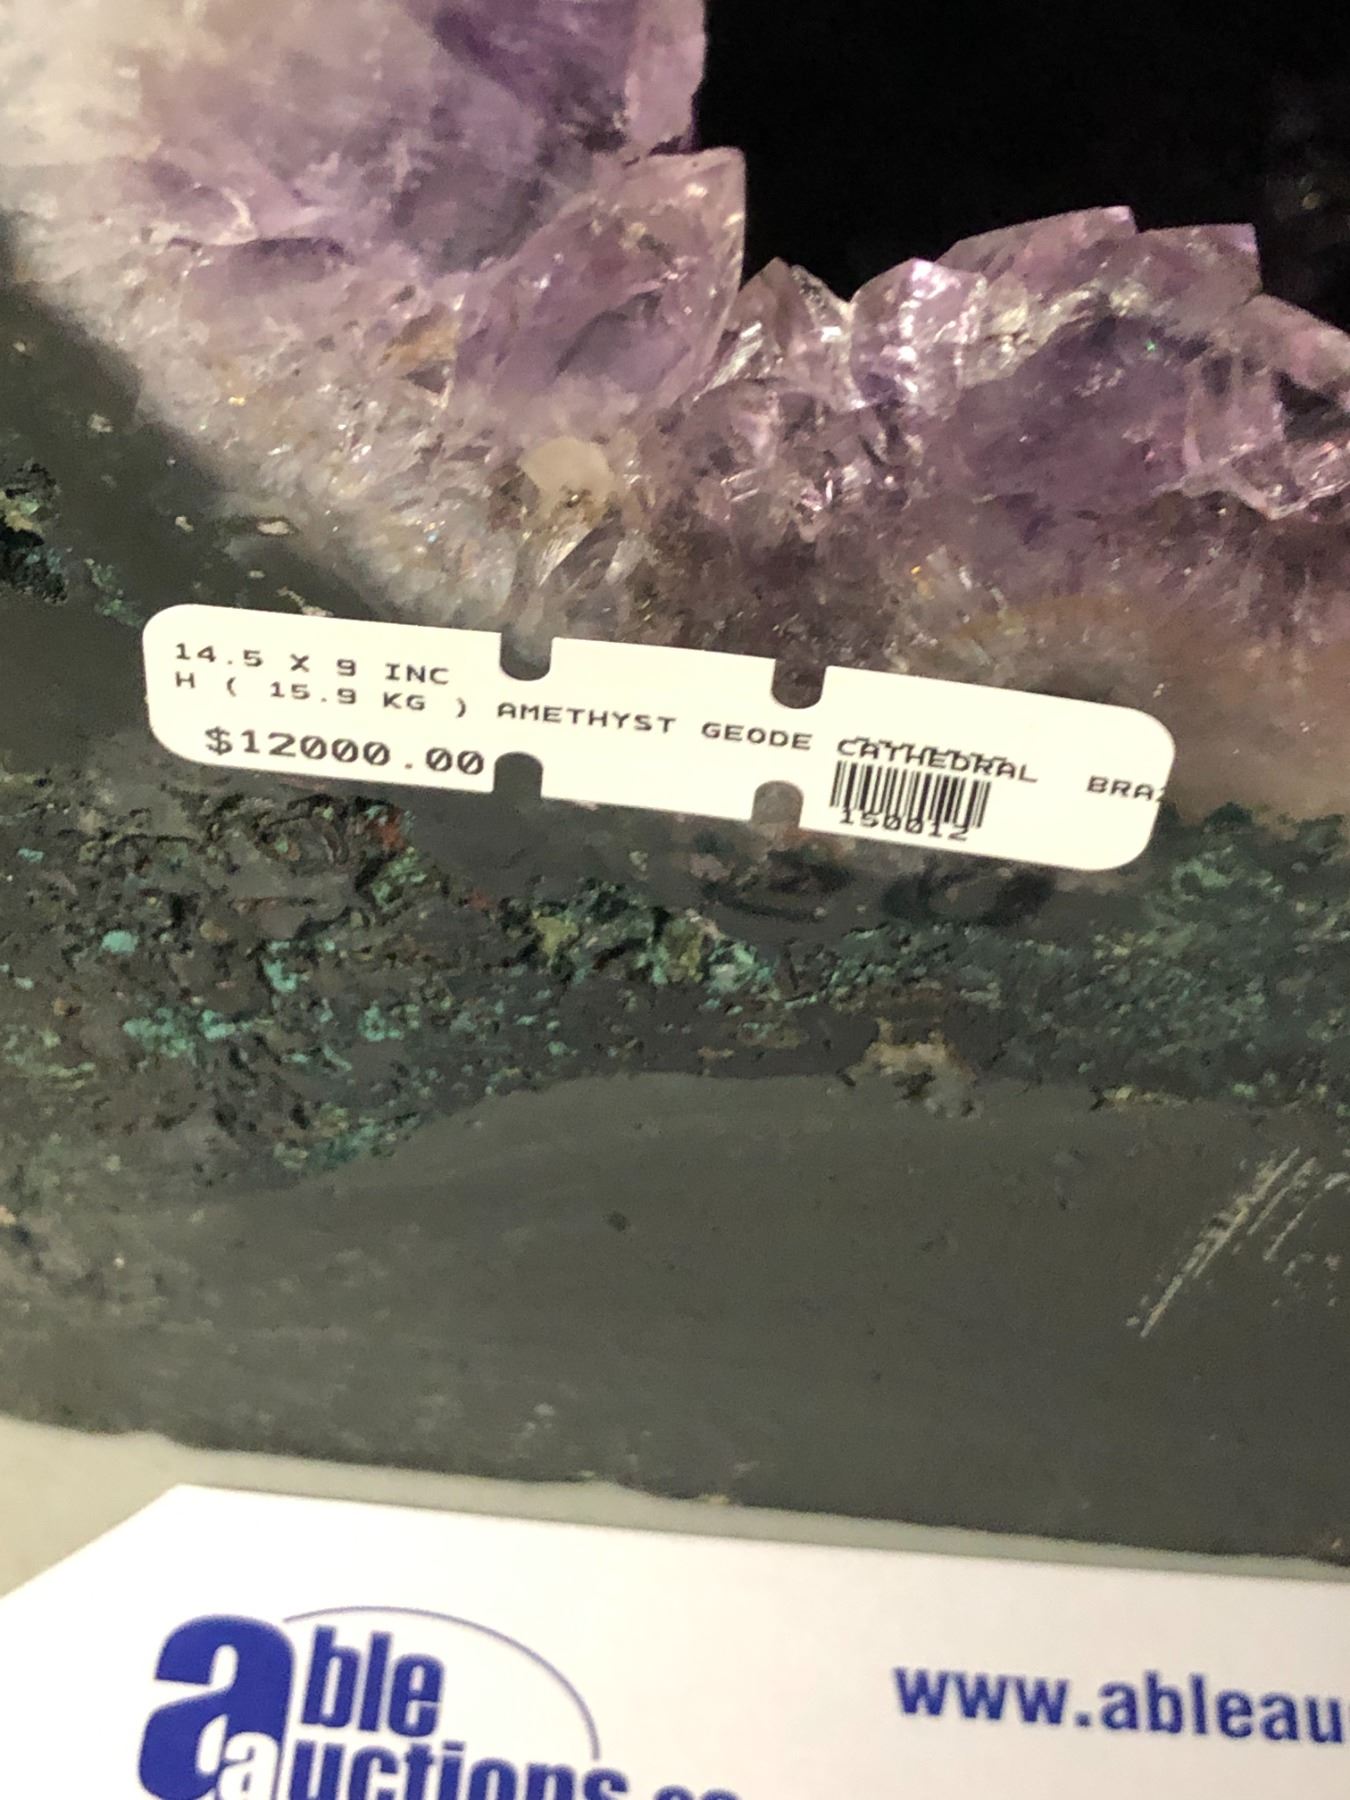 14.5 X 9 INC
H ( 15.9 KG ) AMETHYST GEODE CATHEDRAL BRA
$12000.00
150012
able
auctions
www.ableau